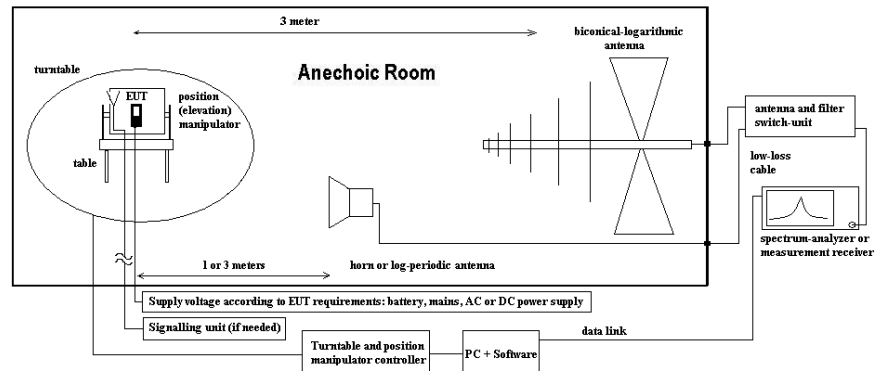 3 meter
biconical-logarithmic
antenna
turntable
Anechoic Room
EUT
position
(elevation)
manipulator
antenna and filter
switch-unit
table
low-loss
cable
spectrum-analyzer or
measurement receiver
1 or 3 meters
horn or log-periodic antenna
Supply voltage according to EUT requirements: battery, mains, AC or DC power supply
Signalling unit (if needed)
data link
Turntable and position
manipulator controller
PC + Software